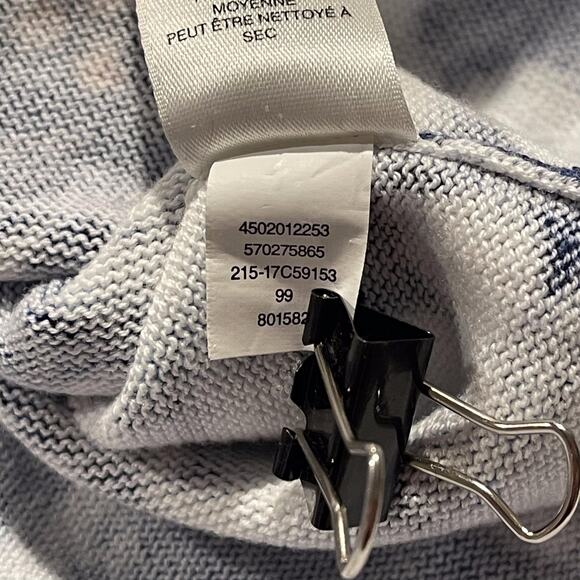 MOYENNE
PEUT ÊTRE NETTOYÉ À
SEC
4502012253
570275865
215-17C59153
99
801582